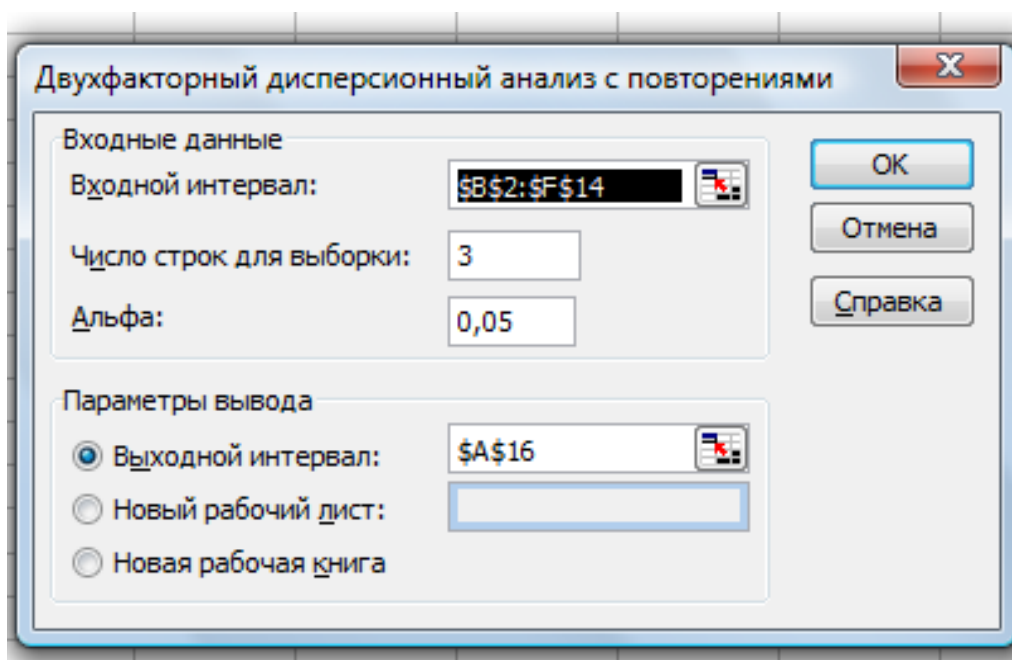 Двухфакторный дисперсионный анализ с повторениями
Входные данные
Входной интервал: $B$2:$F$14
Число строк для выборки: 3
Альфа: 0,05
OK
Отмена
Справка
Параметры вывода
Выходной интервал: $A$16
Новый рабочий лист:
Новая рабочая книга